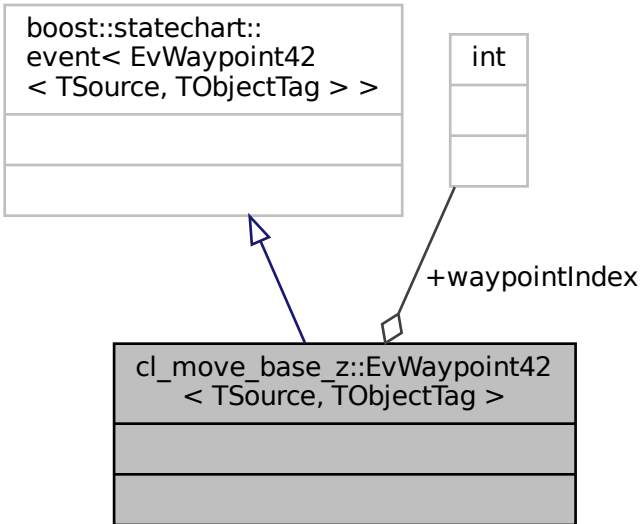 boost::statechart::
event< EvWaypoint42
< TSource, TObjectTag > >
int
+waypointIndex
cl_move_base_z::EvWaypoint42
< TSource, TObjectTag >